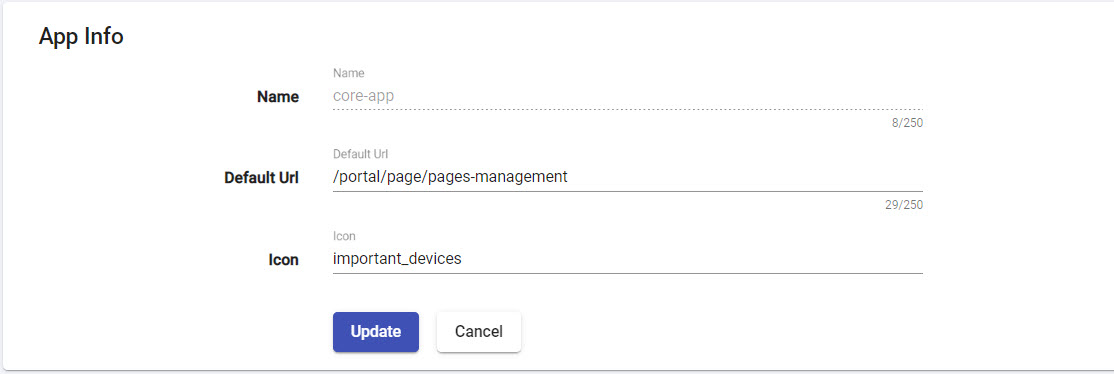 App Info
Name
Name
core-app
8/250
Default Url
Default Url
/portal/page/pages-management
29/250
Icon
Icon
important_devices
Update
Cancel